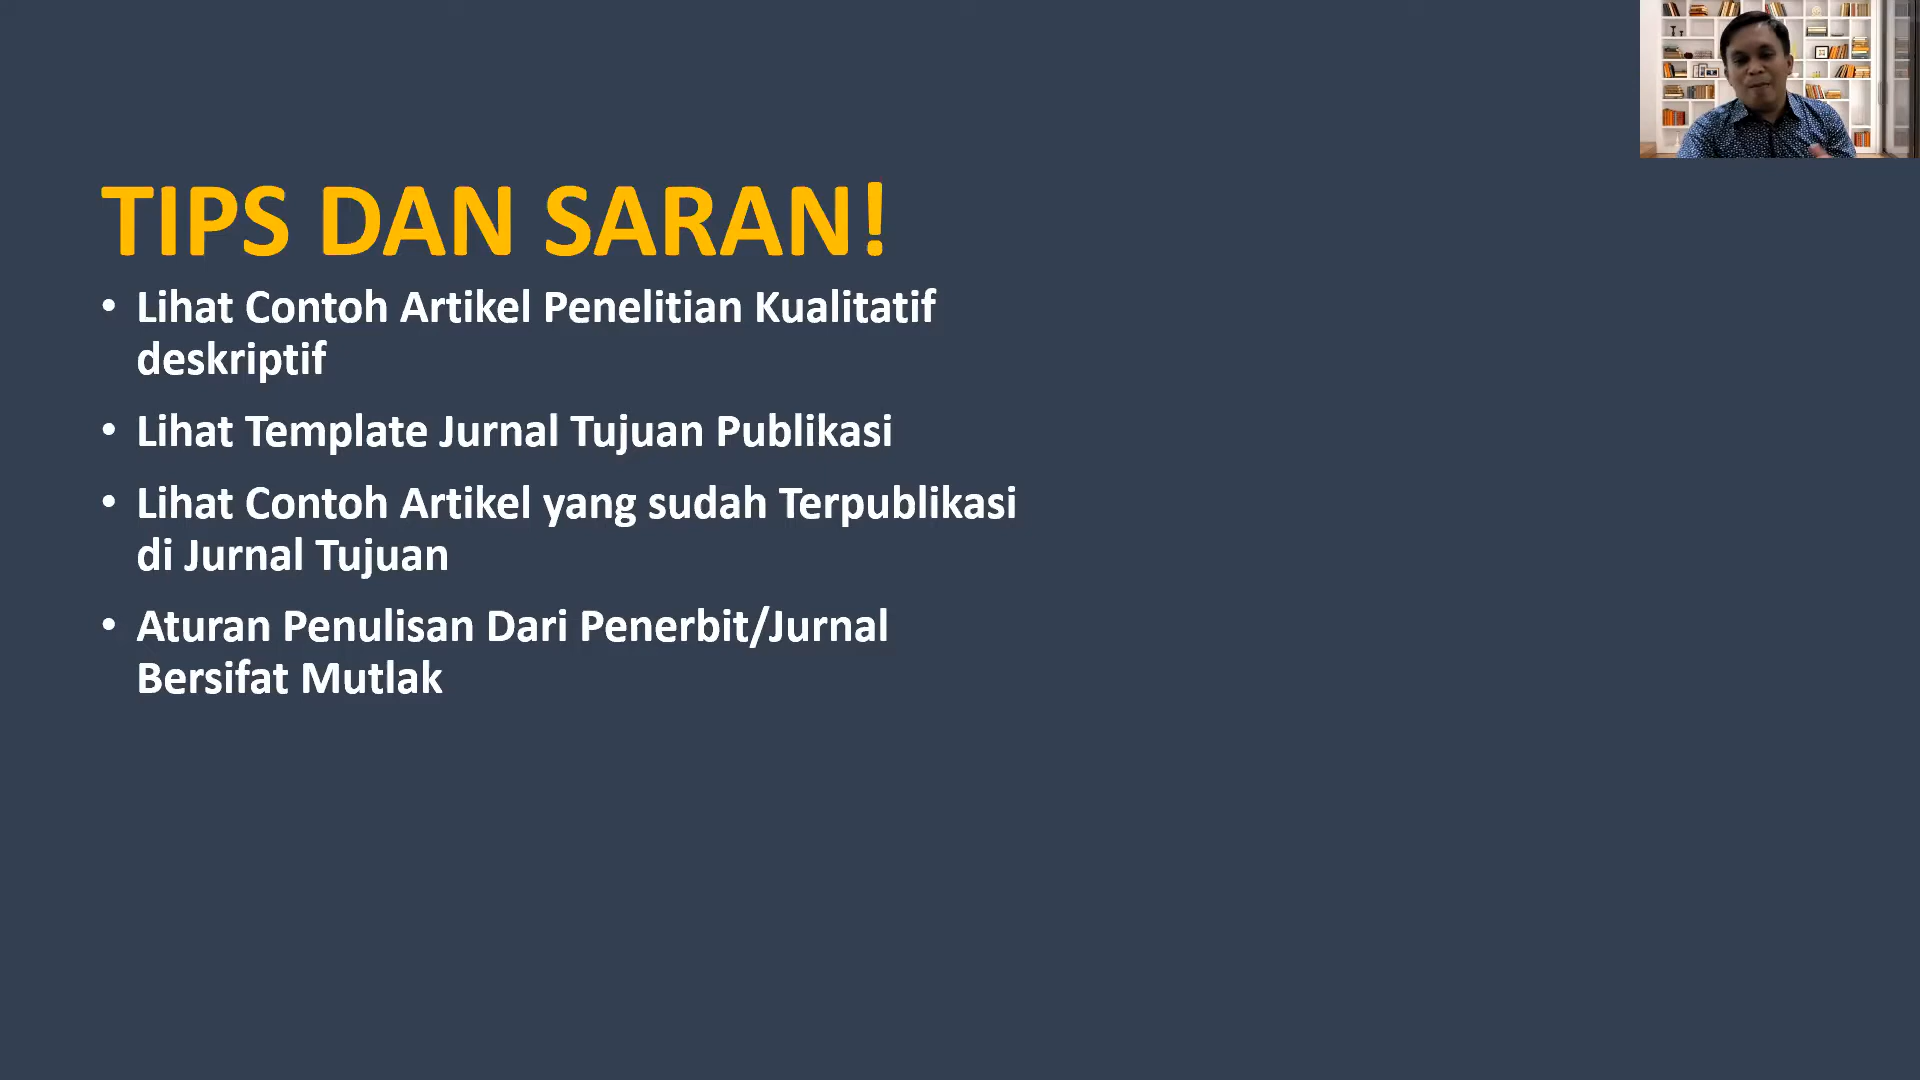 TIPS DAN SARAN!
• Lihat Contoh Artikel Penelitian Kualitatif
deskriptif
• Lihat Template Jurnal Tujuan Publikasi
• Lihat Contoh Artikel yang sudah Terpublikasi
di Jurnal Tujuan
• Aturan Penulisan Dari Penerbit/Jurnal
Bersifat Mutlak